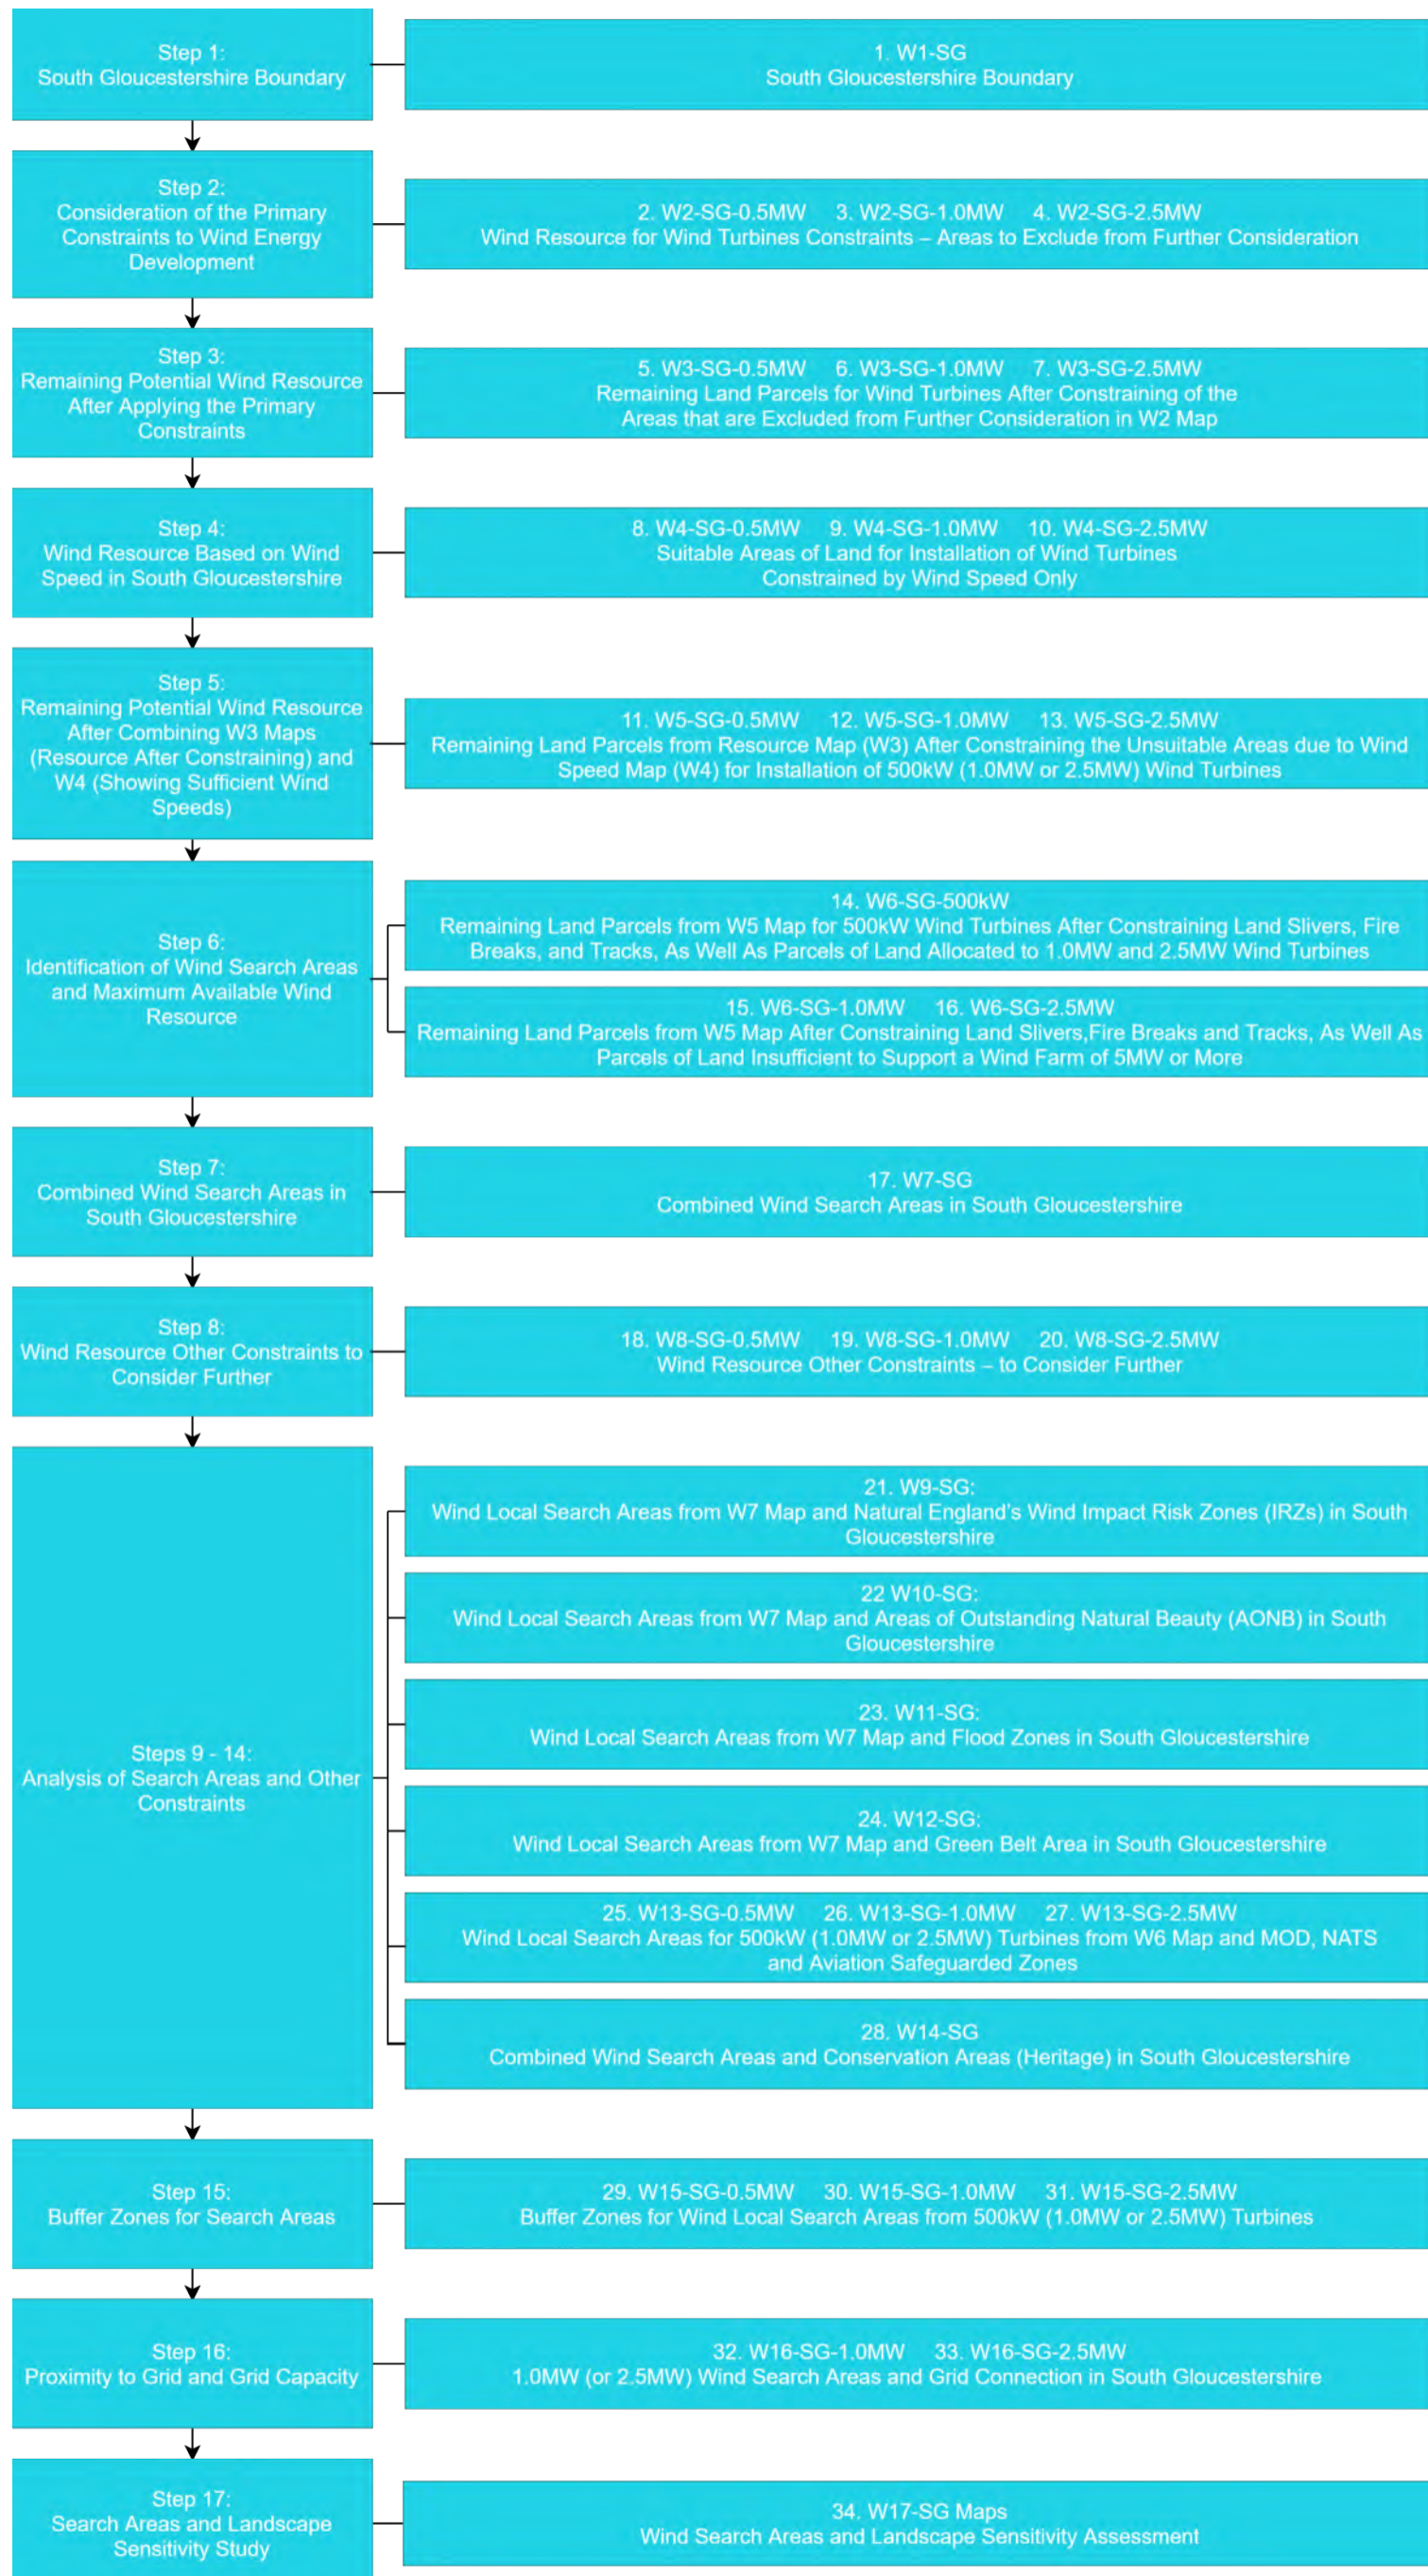 Step 1:
South Gloucestershire Boundary
1. W1-SG
South Gloucestershire Boundary
Step 2:
Consideration of the Primary
Constraints to Wind Energy
Development
2. W2-SG-0.5MW 3. W2-SG-1.0MW 4. W2-SG-2.5MW
Wind Resource for Wind Turbines Constraints – Areas to Exclude from Further Consideration
Step 3:
Remaining Potential Wind Resource
After Applying the Primary
Constraints
5. W3-SG-0.5MW 6. W3-SG-1.0MW 7. W3-SG-2.5MW
Remaining Land Parcels for Wind Turbines After Constraining of the
Areas that are Excluded from Further Consideration in W2 Map
Step 4:
Wind Resource Based on Wind
Speed in South Gloucestershire
8. W4-SG-0.5MW 9. W4-SG-1.0MW 10. W4-SG-2.5MW
Suitable Areas of Land for Installation of Wind Turbines
Constrained by Wind Speed Only
Step 5:
Remaining Potential Wind Resource
After Combining W3 Maps
(Resource After Constraining) and
W4 (Showing Sufficient Wind
Speeds)
11. W5-SG-0.5MW 12. W5-SG-1.0MW 13. W5-SG-2.5MW
Remaining Land Parcels from Resource Map (W3) After Constraining the Unsuitable Areas due to Wind
Speed Map (W4) for Installation of 500kW (1.0MW or 2.5MW) Wind Turbines
Step 6:
Identification of Wind Search Areas
and Maximum Available Wind
Resource
14. W6-SG-500kW
Remaining Land Parcels from W5 Map for 500kW Wind Turbines After Constraining Land Slivers, Fire
Breaks, and Tracks, As Well As Parcels of Land Allocated to 1.0MW and 2.5MW Wind Turbines
15. W6-SG-1.0MW 16. W6-SG-2.5MW
Remaining Land Parcels from W5 Map After Constraining Land Slivers,Fire Breaks and Tracks, As Well As
Parcels of Land Insufficient to Support a Wind Farm of 5MW or More
Step 7:
Combined Wind Search Areas in
South Gloucestershire
17. W7-SG
Combined Wind Search Areas in South Gloucestershire
Step 8:
Wind Resource Other Constraints to
Consider Further
18. W8-SG-0.5MW 19. W8-SG-1.0MW 20. W8-SG-2.5MW
Wind Resource Other Constraints – to Consider Further
Steps 9 - 14:
Analysis of Search Areas and Other
Constraints
21. W9-SG:
Wind Local Search Areas from W7 Map and Natural England's Wind Impact Risk Zones (IRZs) in South
Gloucestershire
22 W10-SG:
Wind Local Search Areas from W7 Map and Areas of Outstanding Natural Beauty (AONB) in South
Gloucestershire
23. W11-SG:
Wind Local Search Areas from W7 Map and Flood Zones in South Gloucestershire
24. W12-SG:
Wind Local Search Areas from W7 Map and Green Belt Area in South Gloucestershire
25. W13-SG-0.5MW 26. W13-SG-1.0MW 27. W13-SG-2.5MW
Wind Local Search Areas for 500kW (1.0MW or 2.5MW) Turbines from W6 Map and MOD, NATS
and Aviation Safeguarded Zones
28. W14-SG
Combined Wind Search Areas and Conservation Areas (Heritage) in South Gloucestershire
Step 15:
Buffer Zones for Search Areas
29. W15-SG-0.5MW 30. W15-SG-1.0MW 31. W15-SG-2.5MW
Buffer Zones for Wind Local Search Areas from 500kW (1.0MW or 2.5MW) Turbines
Step 16:
Proximity to Grid and Grid Capacity
32. W16-SG-1.0MW 33. W16-SG-2.5MW
1.0MW (or 2.5MW) Wind Search Areas and Grid Connection in South Gloucestershire
Step 17:
Search Areas and Landscape
Sensitivity Study
34. W17-SG Maps
Wind Search Areas and Landscape Sensitivity Assessment